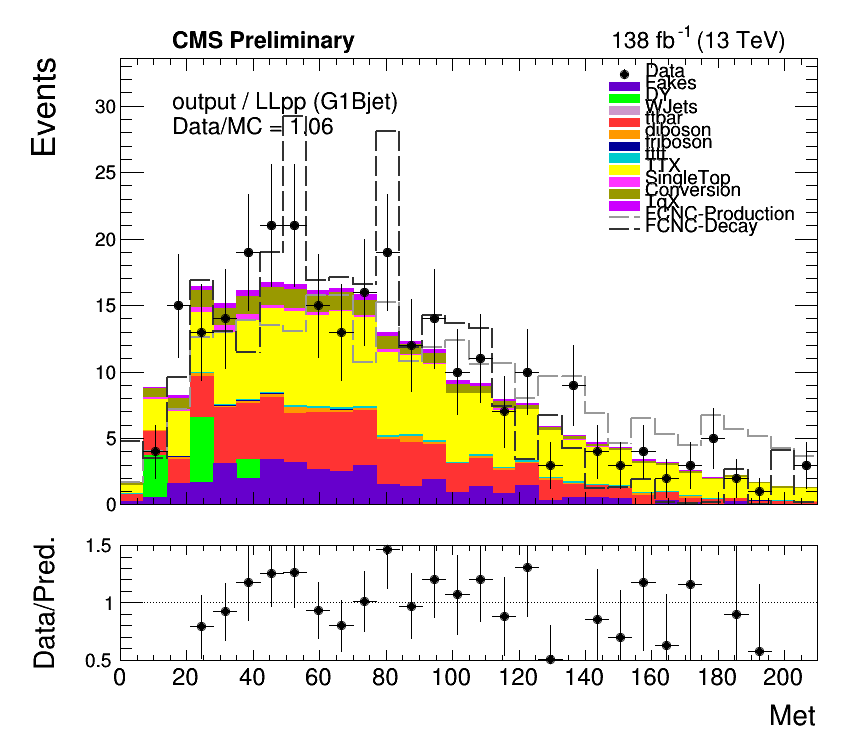 CMS Preliminary
138 fb-1 (13 TeV)
output / LLpp (G1Bjet)
Data/MC = 1.06
Data
Fakes
DY
WJets
ttbar
diboson
triboson
tttt
TTX
SingleTop
Conversion
TqX
FCNC-Production
FCNC-Decay
Events
30
25
20
15
10
5
0
Data/Pred.
1.5
1
0.5
0 20 40 60 80 100 120 140 160 180 200
Met